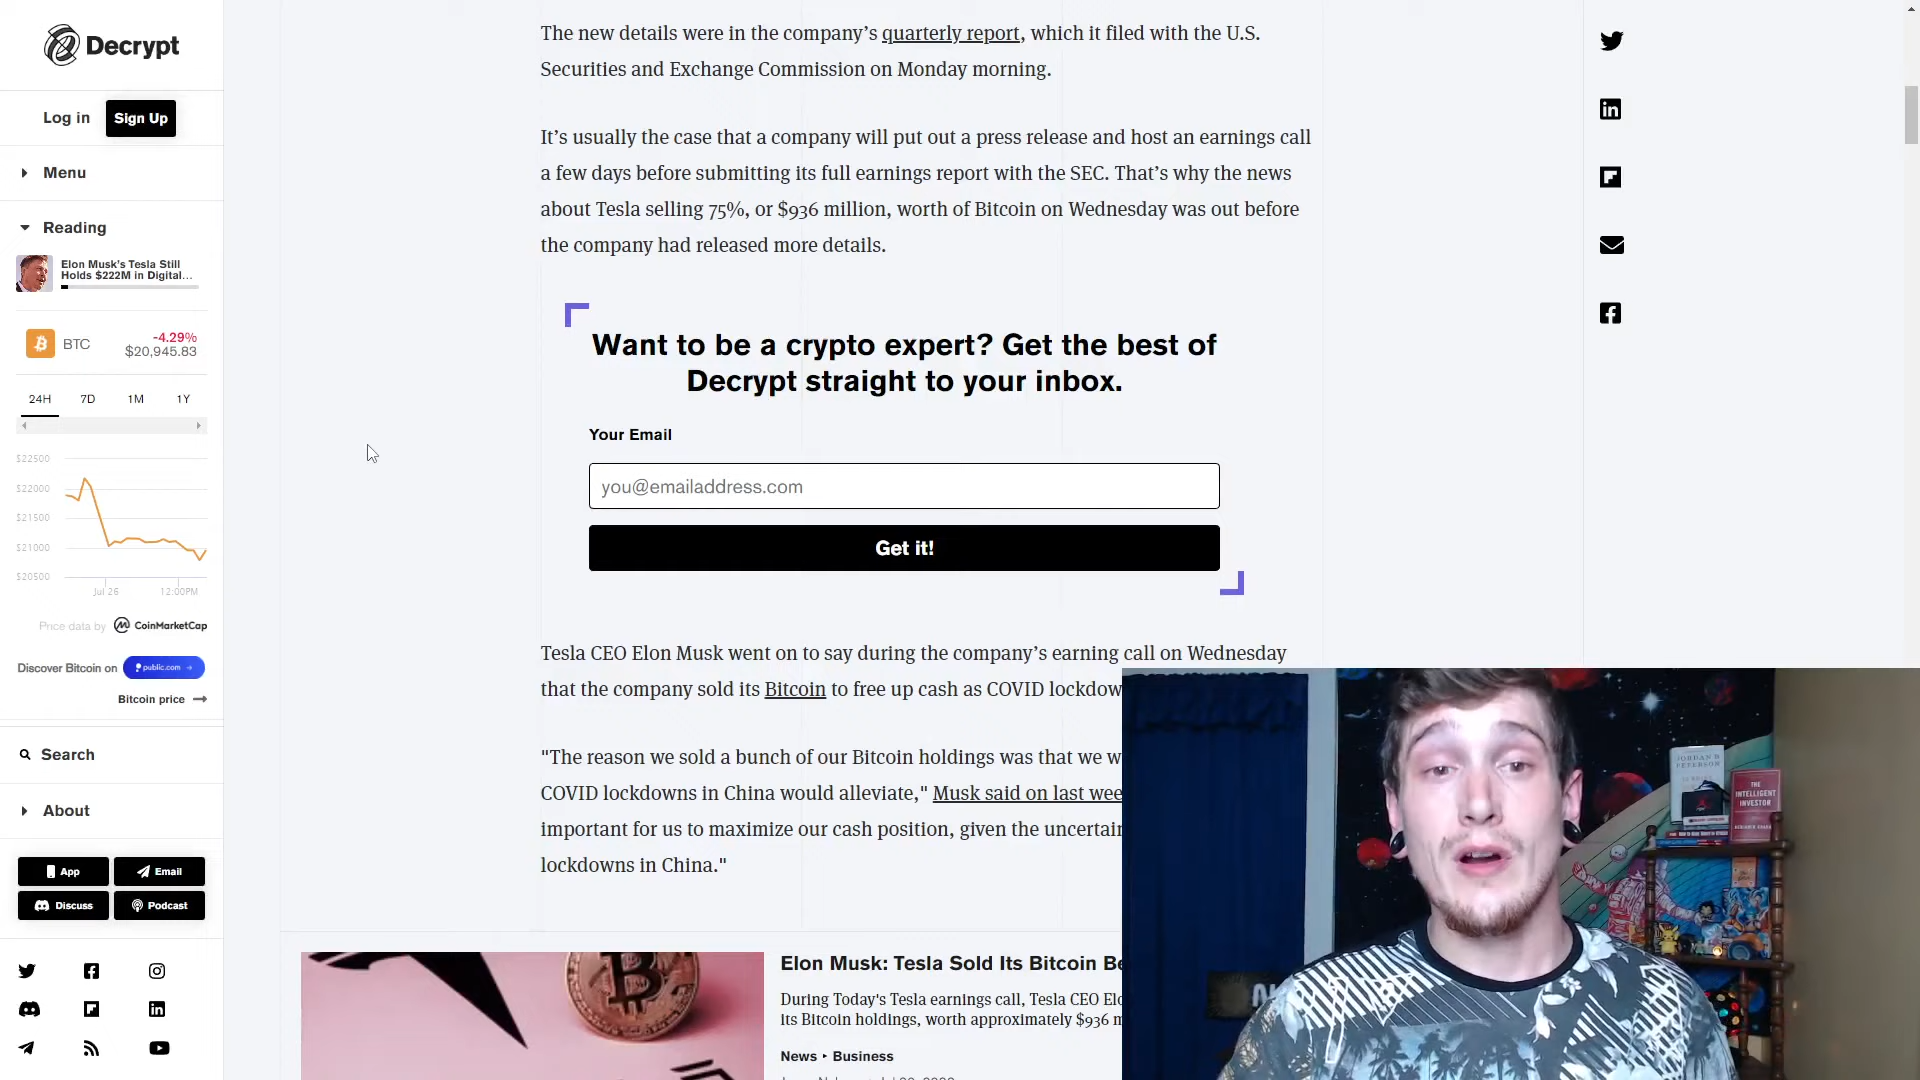 Decrypt
Log in
Sign Up
Menu
Reading
Elon Musk's Tesla Still
Holds $222M in Digital...
BTC
-4.29%
$20,945.83
24H
7D
1M
1Y
$22500
$22000
$21500
$21000
$20500
Jul 26
12:00PM
Price data by
CoinMarketCap
Discover Bitcoin on
public.com →
Bitcoin price
Search
About
App
Email
Discuss
Podcast
The new details were in the company's quarterly report, which it filed with the U.S.
Securities and Exchange Commission on Monday morning.
It's usually the case that a company will put out a press release and host an earnings call
a few days before submitting its full earnings report with the SEC. That's why the news
about Tesla selling 75%, or $936 million, worth of Bitcoin on Wednesday was out before
the company had released more details.
Want to be a crypto expert? Get the best of
Decrypt straight to your inbox.
Your Email
you@emailaddress.com
Get it!
Tesla CEO Elon Musk went on to say during the company's earning call on Wednesday
that the company sold its Bitcoin to free up cash as COVID lockdow
"The reason we sold a bunch of our Bitcoin holdings was that we w
COVID lockdowns in China would alleviate," Musk said on last wee
important for us to maximize our cash position, given the uncertain
lockdowns in China."
Elon Musk: Tesla Sold Its Bitcoin Be
During Today's Tesla earnings call, Tesla CEO Elo
its Bitcoin holdings, worth approximately $936 m
News
Business
JORDAN B
PETERSON
THE
INTELLIGENT
INVESTOR